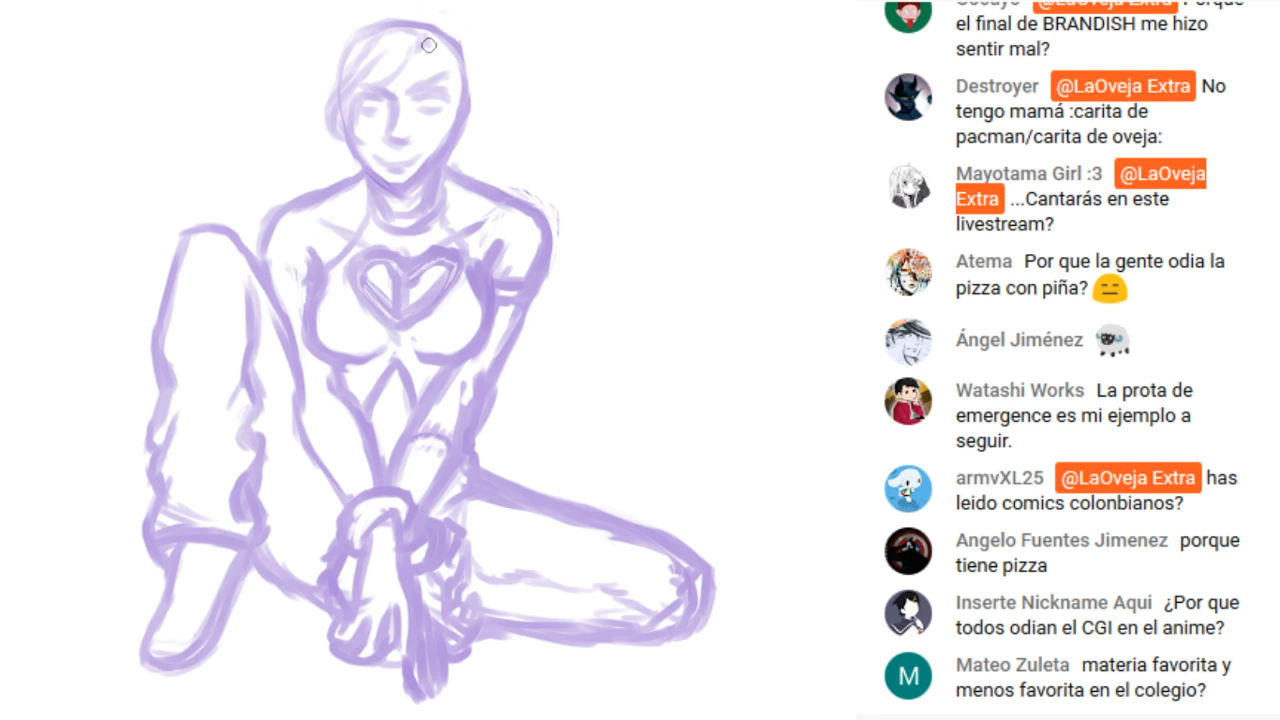 @LaOveja Extra
el final de BRANDISH me hizo
sentir mal?
Destroyer @LaOveja Extra No
tengo mamá :carita de
pacman/carita de oveja:
Mayotama Girl :3 @LaOveja
Extra ...Cantarás en este
livestream?
Atema Por que la gente odia la
pizza con piña?
Ángel Jiménez
Watashi Works La prota de
emergence es mi ejemplo a
seguir.
armvXL25 @LaOveja Extra has
leido comics colonbianos?
Angelo Fuentes Jimenez porque
tiene pizza
Inserte Nickname Aqui ¿Por que
todos odian el CGI en el anime?
Mateo Zuleta materia favorita y
menos favorita en el colegio?
M